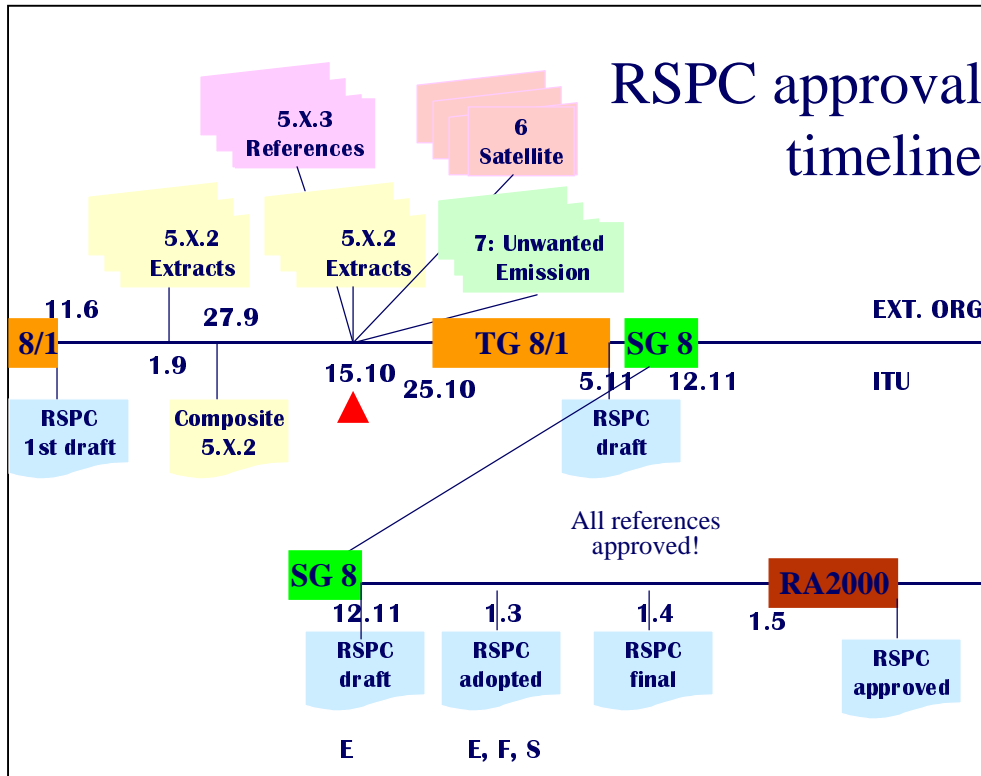 RSPC approval
timeline
5.X.3
References
6
Satellite
5.X.2
Extracts
5.X.2
Extracts
7: Unwanted
Emission
11.6
27.9
EXT. ORG
8/1
TG 8/1
SG 8
1.9
15.10
25.10
5.11
12.11
ITU
RSPC
1st draft
Composite
5.X.2
RSPC
draft
All references
approved!
SG 8
RA2000
12.11
1.3
1.4
1.5
RSPC
draft
RSPC
adopted
RSPC
final
RSPC
approved
E
E, F, S